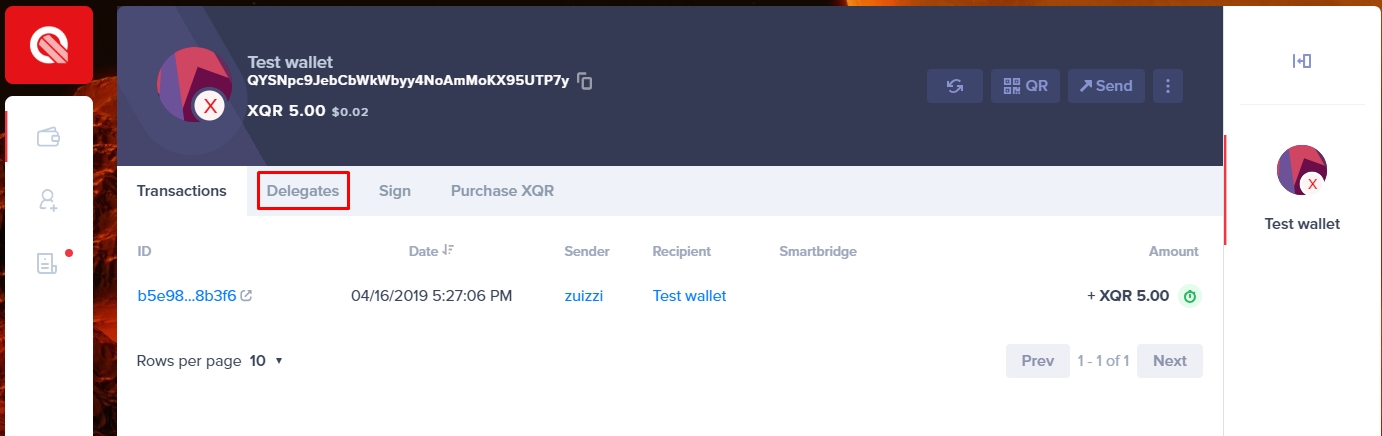 Test wallet
QYSNpc9JebCbWkWbyy4NoAmMoKX95UTP7y
X
XQR 5.00 $0.02
QR Send
Transactions Delegates Sign Purchase XQR
X
Test wallet
ID Date Sender Recipient Smartbridge Amount
b5e98...8b3f6 04/16/2019 5:27:06 PM zuizzi Test wallet + XQR 5.00
Rows per page 10 Prev 1 - 1 of 1 Next